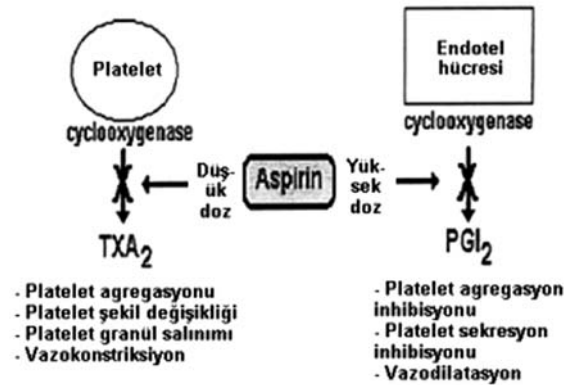 Platelet
cyclooxygenase
Düş-
ük
doz
TXA2
- Platelet agregasyonu
- Platelet şekil değişikliği
- Platelet granül salınımı
- Vazokonstriksiyon
Aspirin
Endotel
hücresi
cyclooxygenase
Yük-
sek
doz
PGI2
- Platelet agregasyon
inhibisyonu
- Platelet sekresyon
inhibisyonu
- Vazodilatasyon